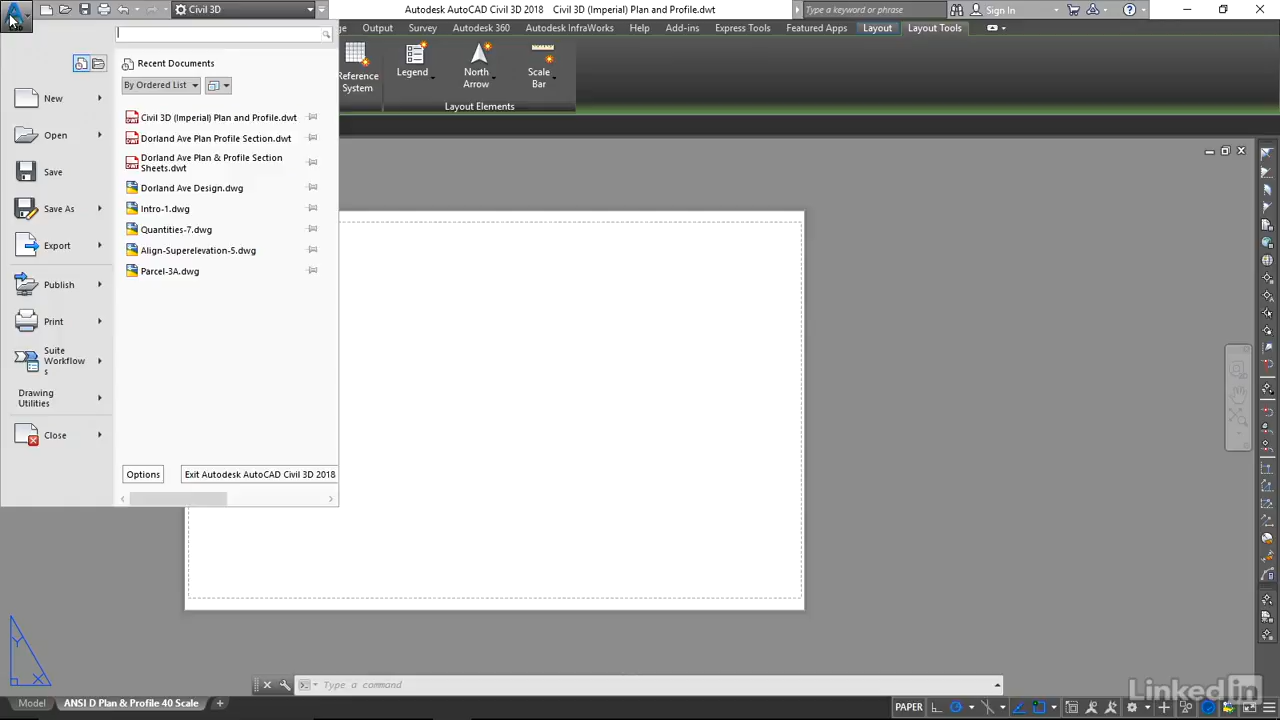 Civil 3D
Autodesk AutoCAD Civil 3D 2018 Civil 3D (Imperial) Plan and Profile.dwt
Type a keyword or phrase
Sign In
ge Output Survey Autodesk 360 Autodesk InfraWorks Help Add-ins Express Tools Featured Apps Layout Layout Tools
Reference
System
Legend
North
Arrow
Scale
Bar
Layout Elements
Recent Documents
By Ordered List
New
Open
Save
Save As
Export
Publish
Print
Suite
Workflow
s
Drawing
Utilities
Close
Civil 3D (Imperial) Plan and Profile.dwt
Dorland Ave Plan Profile Section.dwt
Dorland Ave Plan & Profile Section
Sheets.dwt
Dorland Ave Design.dwg
Intro-1.dwg
Quantities-7.dwg
Align-Superelevation-5.dwg
Parcel-3A.dwg
Options
Exit Autodesk AutoCAD Civil 3D 2018
Y
X
Type a command
Model
ANSI D Plan & Profile 40 Scale
PAPER
LinkedIn